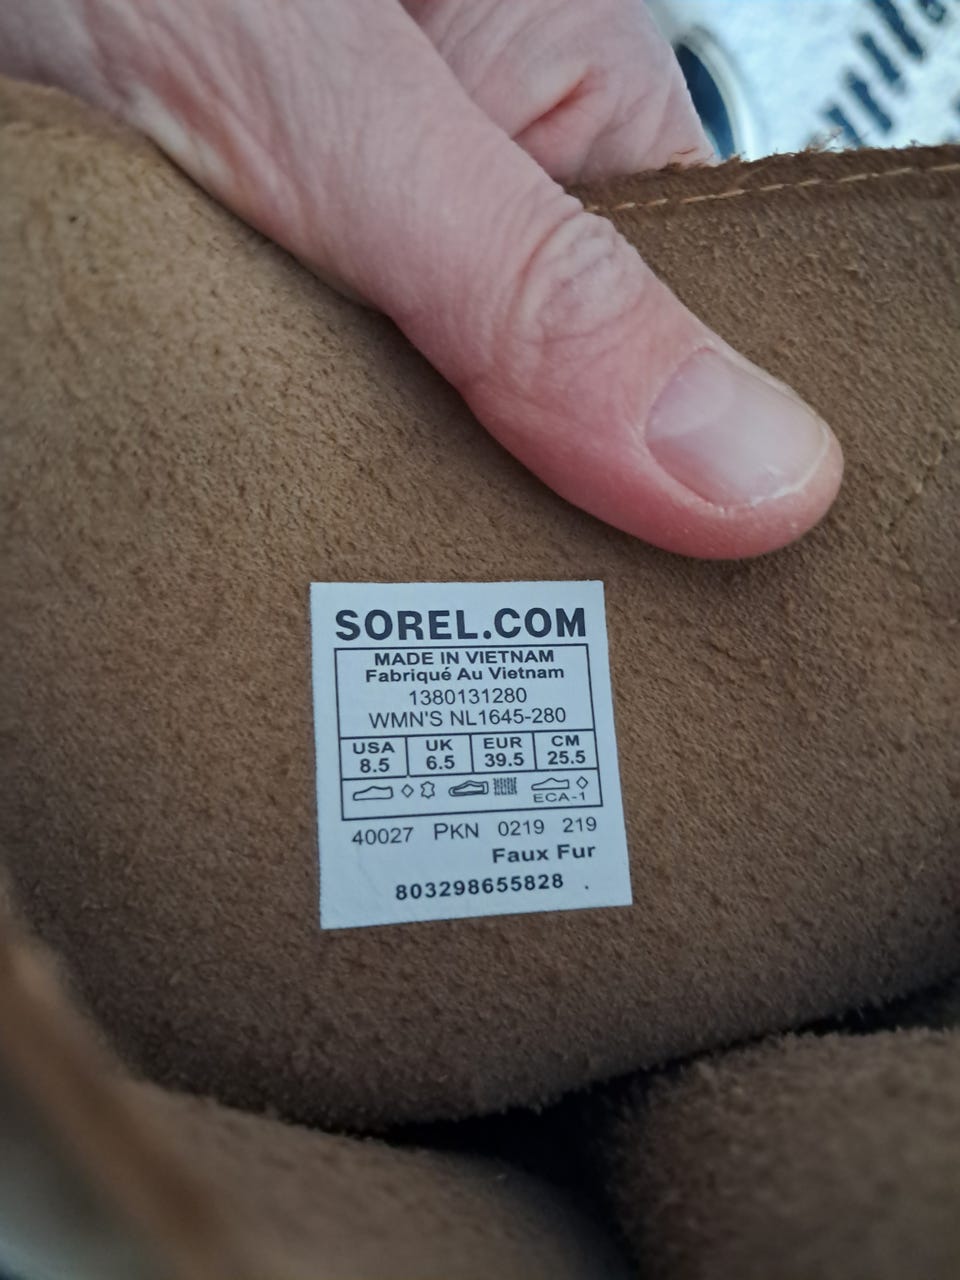 SOREL.COM
MADE IN VIETNAM
Fabriqué Au Vietnam
1380131280
WMN'S NL1645-280
USA UK EUR CM
8.5 6.5 39.5 25.5
ECA-1
40027 PKN 0219 219
Faux Fur
803298655828 .